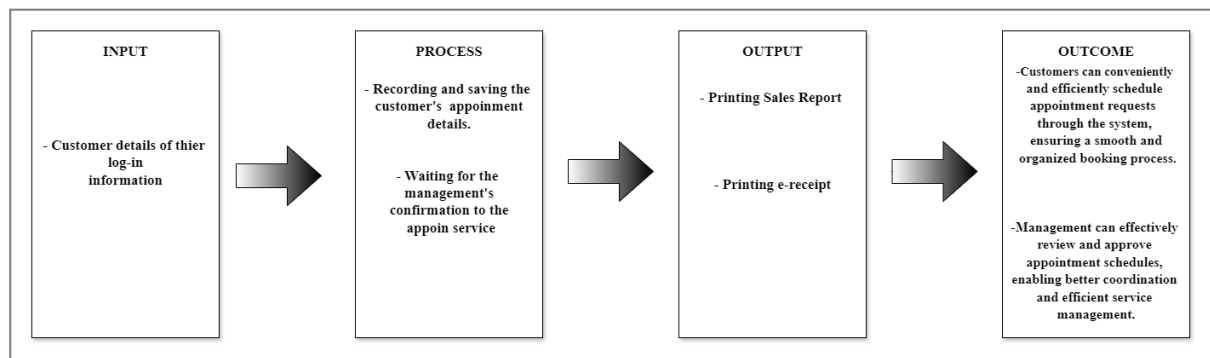 INPUT
- Customer details of thier
log-in
information
PROCESS
- Recording and saving the
customer's appoinment
details.
- Waiting for the
management's
confirmation to the
appoin service
OUTPUT
- Printing Sales Report
- Printing e-receipt
OUTCOME
-Customers can conveniently
and efficiently schedule
appointment requests
through the system,
ensuring a smooth and
organized booking process.
-Management can effectively
review and approve
appointment schedules,
enabling better coordination
and efficient service
management.